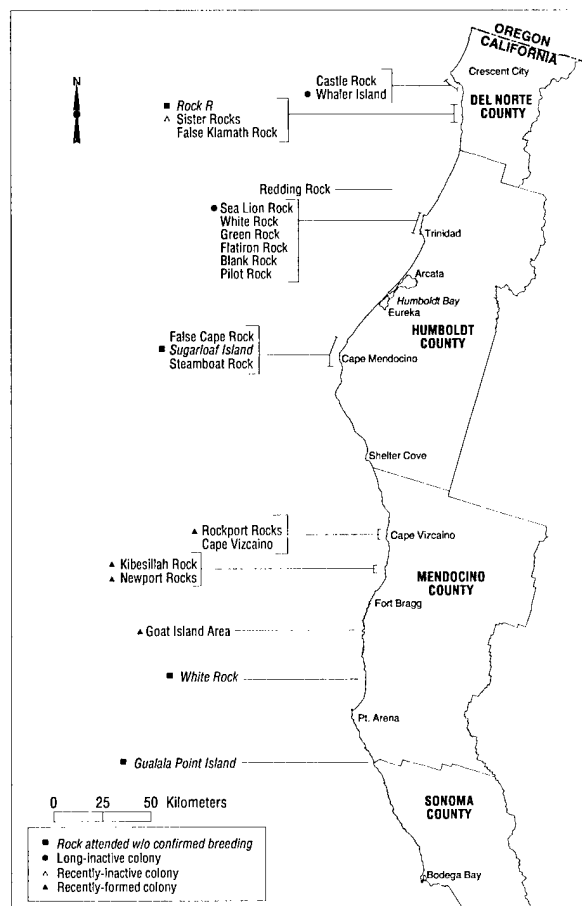 OREGON
CALIFORNIA
Crescent City
DEL NORTE
COUNTY
N
Castle Rock
Whaler Island
Rock R
Sister Rocks
False Klamath Rock
Redding Rock
Sea Lion Rock
White Rock
Green Rock
Flatiron Rock
Blank Rock
Pilot Rock
Trinidad
Arcata
Humboldt Bay
Eureka
HUMBOLDT
COUNTY
False Cape Rock
Sugarloaf Island
Steamboat Rock
Cape Mendocino
Shelter Cove
Rockport Rocks
Cape Vizcaino
Cape Vizcaino
Kibesillah Rock
Newport Rocks
MENDOCINO
COUNTY
Fort Bragg
Goat Island Area
White Rock
Pt. Arena
Gualala Point Island
0 25 50 Kilometers
SONOMA
COUNTY
Rock attended w/o confirmed breeding
Long-inactive colony
Recently-inactive colony
Recently-formed colony
Bodega Bay